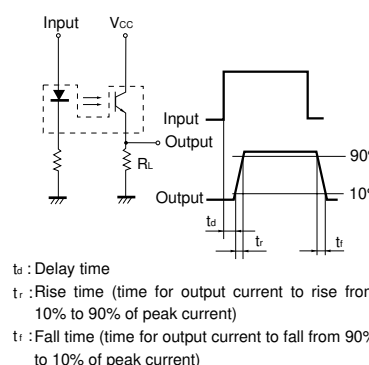 Input Vcc
Output
RL
Input
90%
Output
10%
td
tr tf
td : Delay time
tr : Rise time (time for output current to rise from
10% to 90% of peak current)
tf : Fall time (time for output current to fall from 90%
to 10% of peak current)